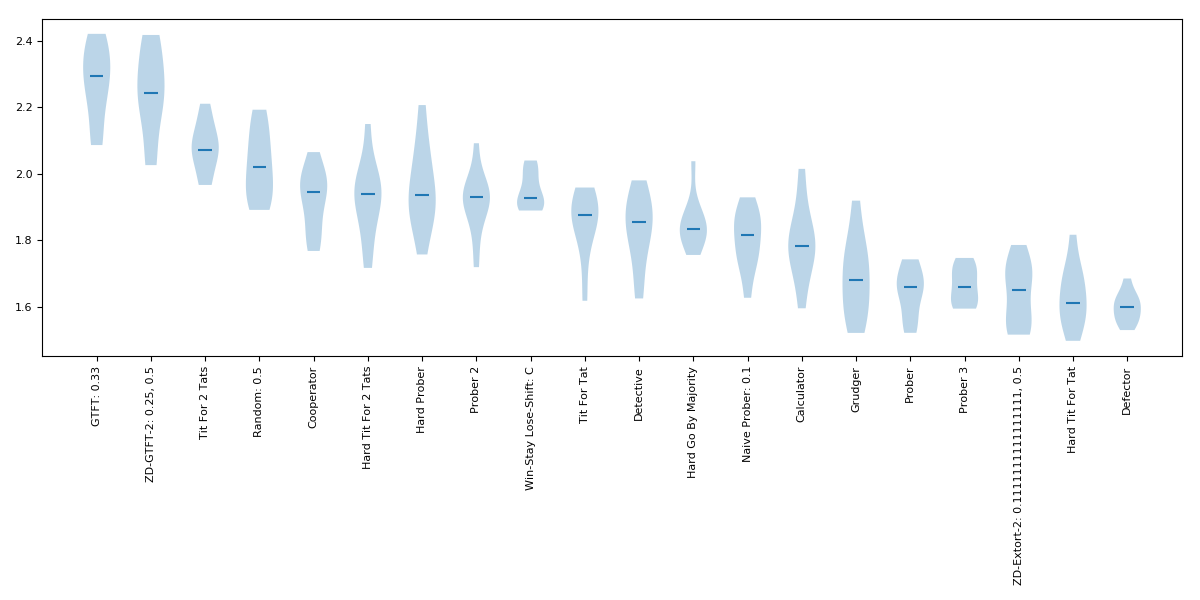 2.4
2.2
2.0
1.8
1.6
GTFT: 0.33
ZD-GTFT-2: 0.25, 0.5
Tit For 2 Tats
Random: 0.5
Cooperator
Hard Tit For 2 Tats
Hard Prober
Prober 2
Win-Stay Lose-Shift: C
Tit For Tat
Detective
Hard Go By Majority
Naive Prober: 0.1
Calculator
Grudger
Prober
Prober 3
ZD-Extort-2: 0.1111111111111111, 0.5
Hard Tit For Tat
Defector